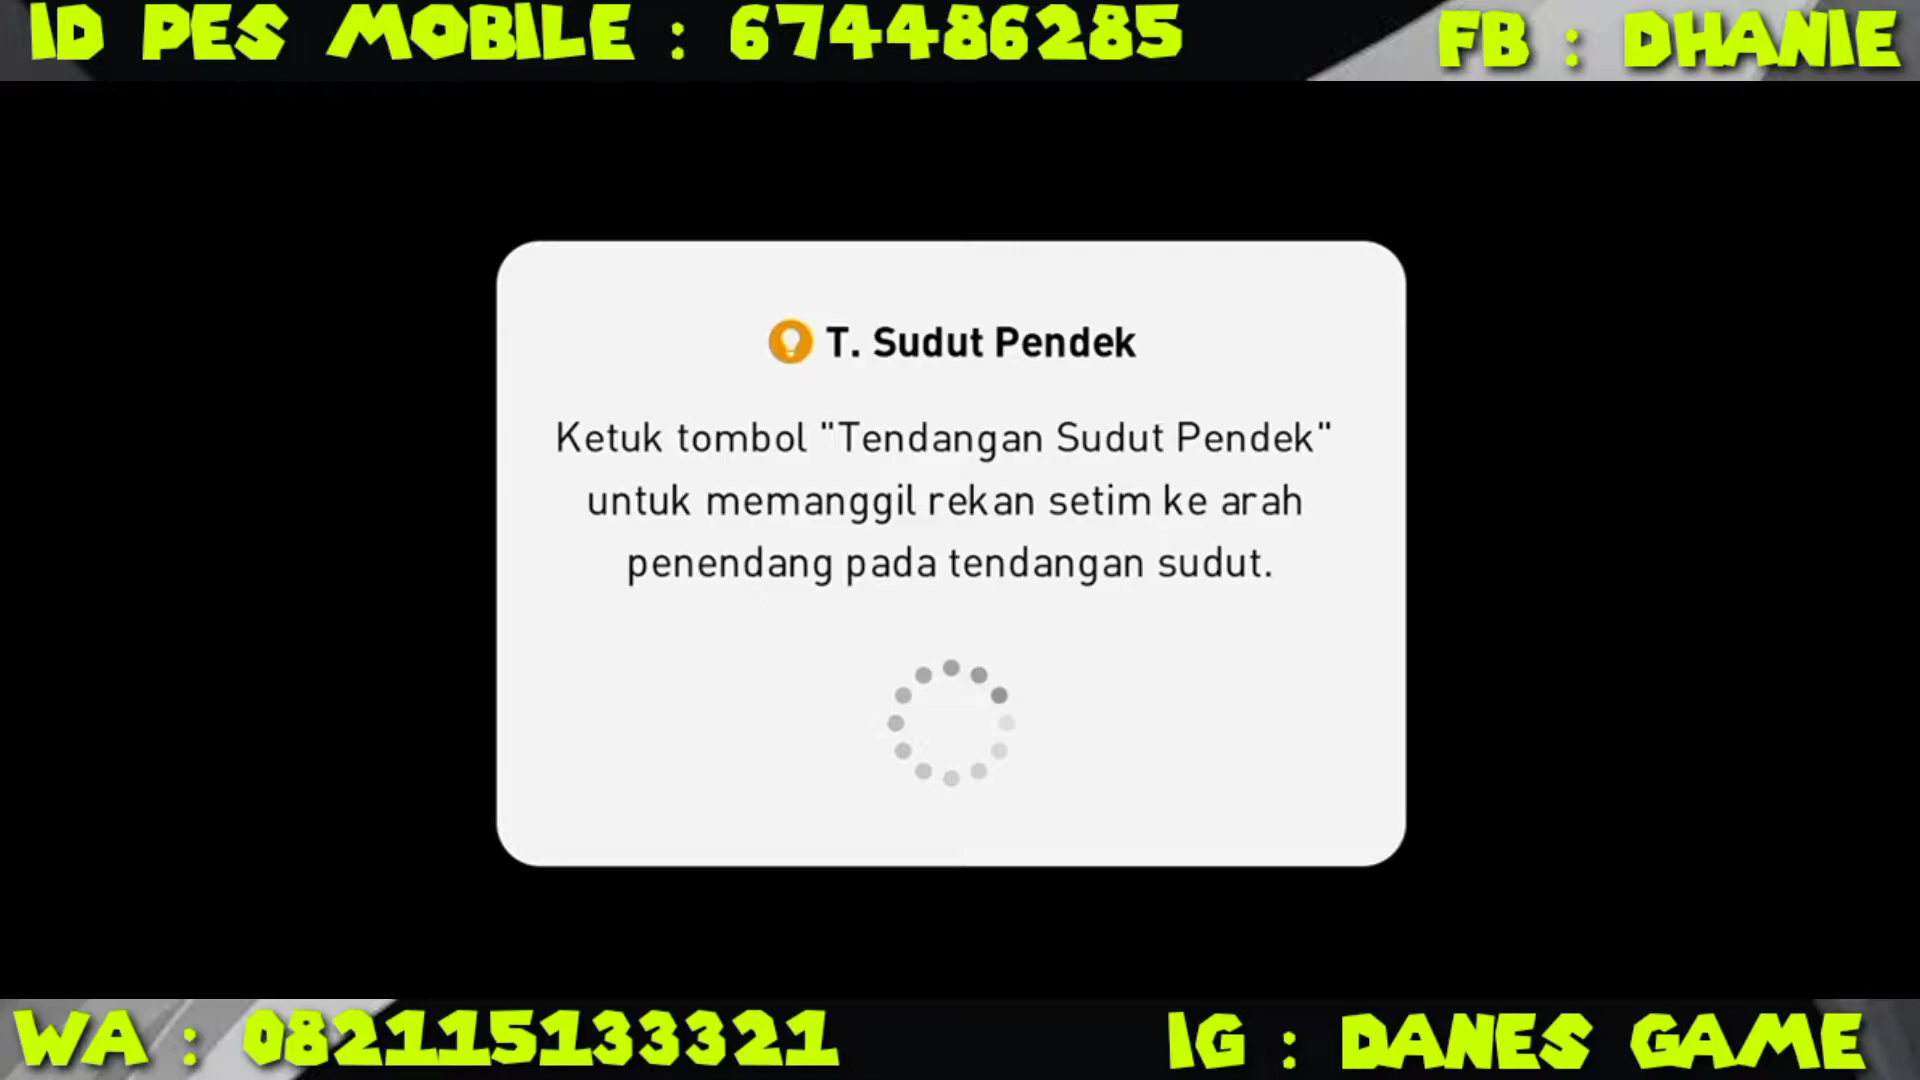 ID PES MOBILE : 674486285
FB : DHANIE
T. Sudut Pendek
Ketuk tombol "Tendangan Sudut Pendek"
untuk memanggil rekan setim ke arah
penendang pada tendangan sudut.
WA : 082115133321
IG : DANES GAME